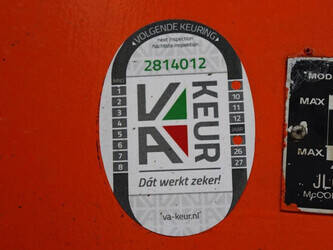 VOLGENDE KEURING
next inspection
nächste inspektion
2814012
MND
1
2
3
4
5
6
7
8
10
11
12
JAAR
26
27
VA
KEUR
Dát werkt zeker!
va-keur.nl
MOD
MAX
MAX
JL